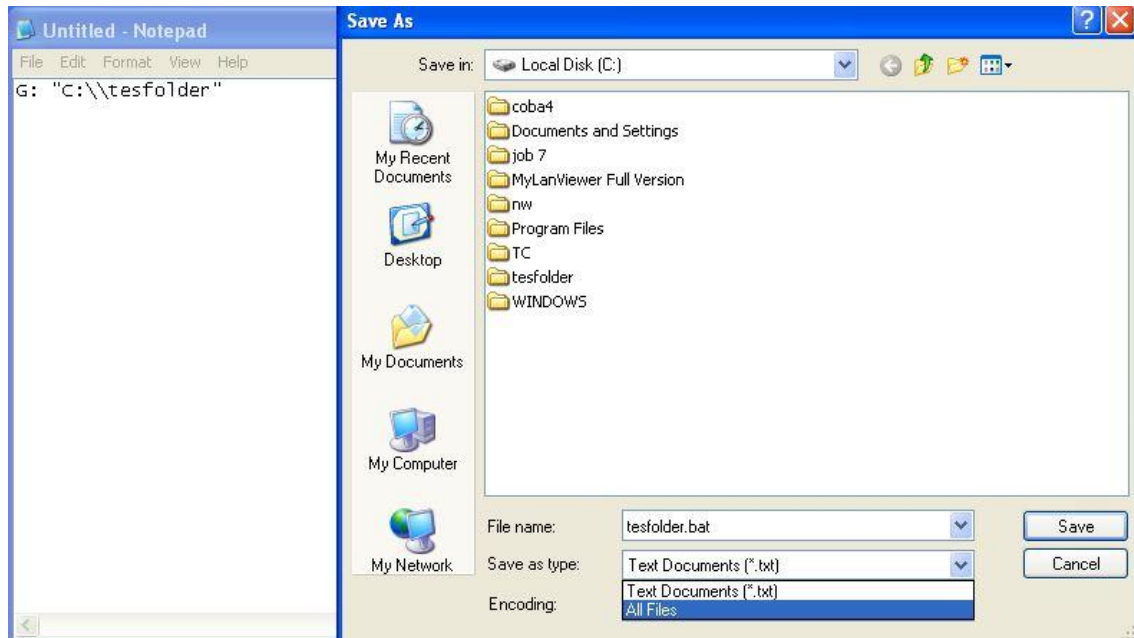 Untitled - Notepad
File Edit Format View Help
G: "C:\\tesfolder"
Save As
Save in:
Local Disk (C:)
My Recent Documents
Desktop
My Documents
My Computer
My Network
coba4
Documents and Settings
job 7
MyLanViewer Full Version
nw
Program Files
TC
tesfolder
WINDOWS
File name:
tesfolder.bat
Save
Save as type:
Text Documents (*.txt)
Cancel
Text Documents (*.txt)
All Files
Encoding: